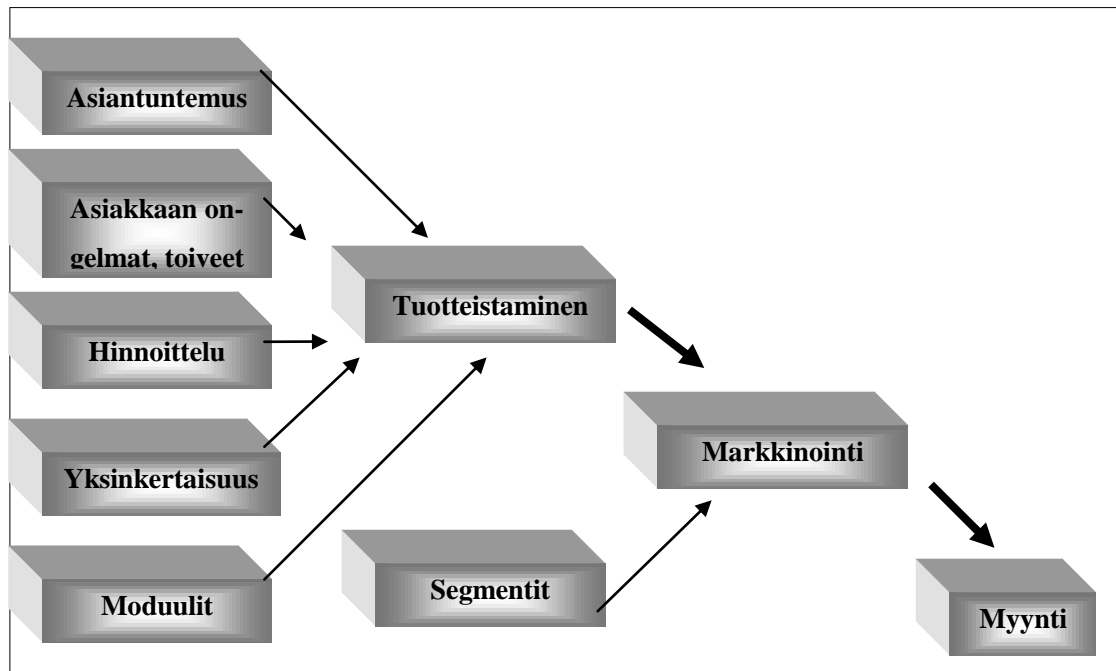 Asiantuntemus
Asiakkaan on-
gelmat, toiveet
Hinnoittelu
Yksinkertaisuus
Moduulit
Tuotteistaminen
Segmentit
Markkinointi
Myynti